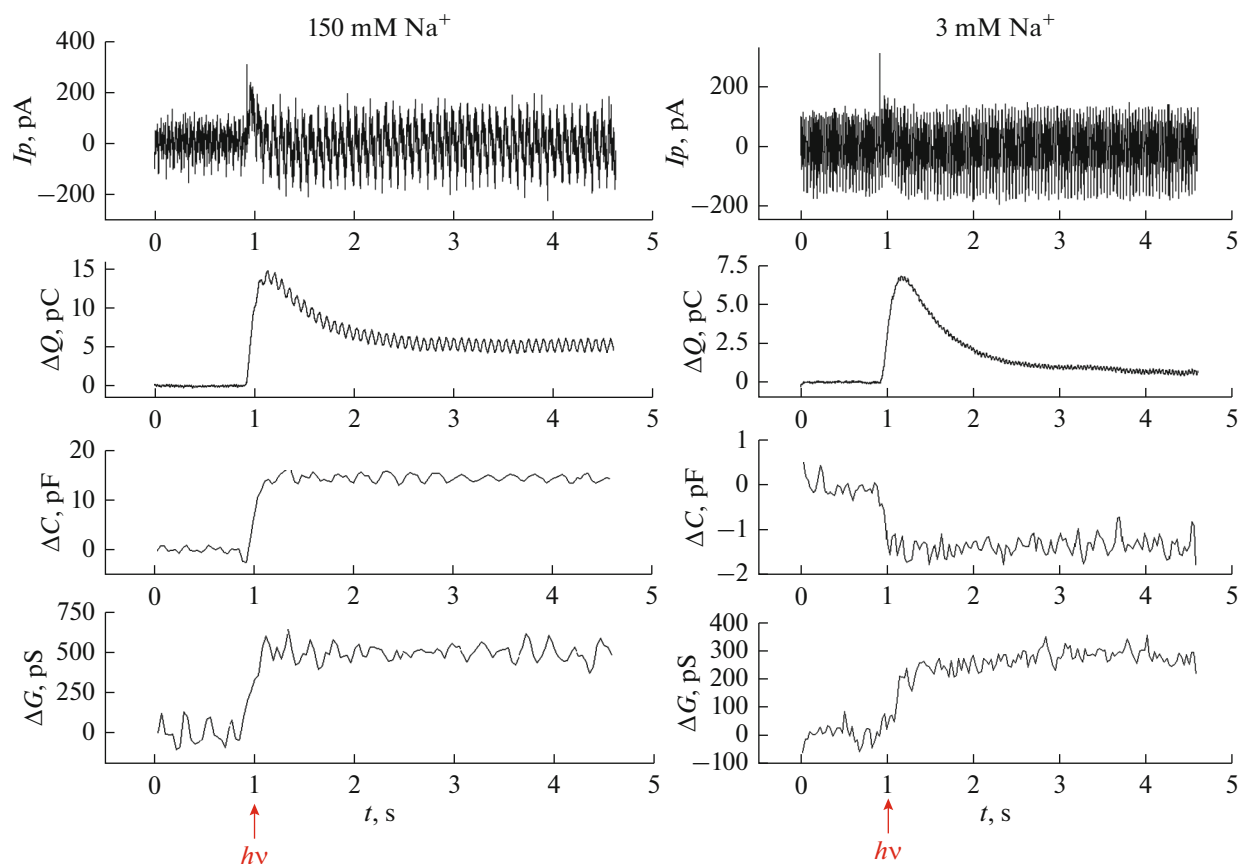 150 mM Na⁺
3 mM Na⁺
Ip, pA
400
200
0
−200
0 1 2 3 4 5
Ip, pA
200
0
−200
0 1 2 3 4 5
ΔQ, pC
15
10
5
0
0 1 2 3 4 5
ΔQ, pC
7.5
5.0
2.5
0
0 1 2 3 4 5
ΔC, pF
20
10
0
0 1 2 3 4 5
ΔC, pF
1
0
−1
−2
0 1 2 3 4 5
ΔG, pS
750
500
250
0
0 1 2 3 4 5
t, s
hν
ΔG, pS
400
300
200
100
0
−100
0 1 2 3 4 5
t, s
hν